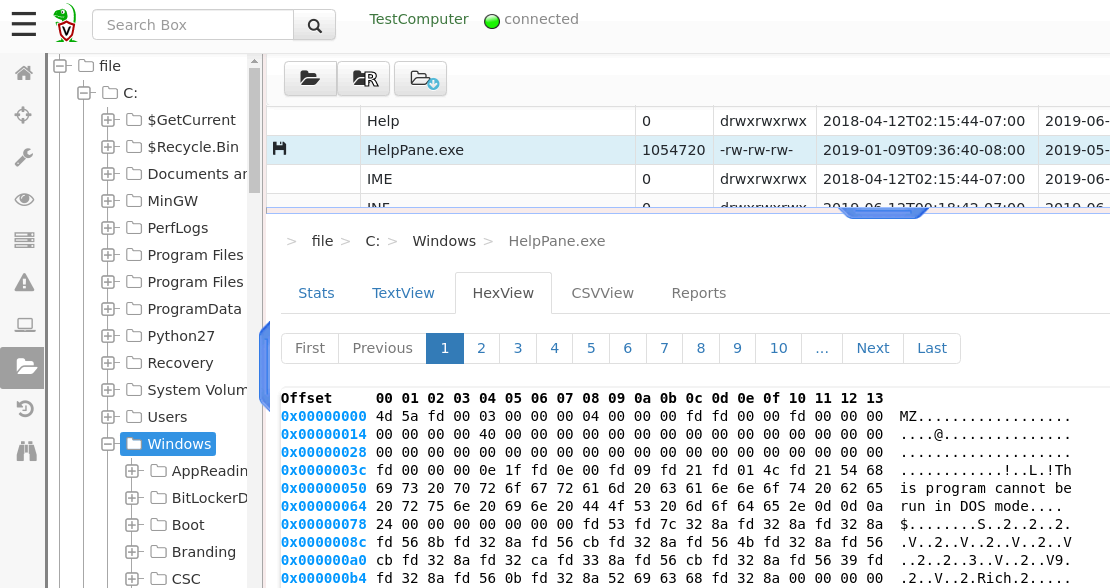 Search Box TestComputer connected
file
C:
$GetCurrent
$Recycle.Bin
Documents ar
MinGW
PerfLogs
Program Files
Program Files
ProgramData
Python27
Recovery
System Volum
Users
Windows
AppReadin
BitLockerD
Boot
Branding
CSC
R
Help 0 drwxrwxrwx 2018-04-12T02:15:44-07:00 2019-06-
HelpPane.exe 1054720 -rw-rw-rw- 2019-01-09T09:36:40-08:00 2019-05-
IME 0 drwxrwxrwx 2018-04-12T02:15:44-07:00 2019-06-
INF 0 drwxrwxrwx 2019-06-12T09:18:42-07:00 2019-06-
> file > C: > Windows > HelpPane.exe
Stats TextView HexView CSVView Reports
First Previous 1 2 3 4 5 6 7 8 9 10 ... Next Last
Offset 00 01 02 03 04 05 06 07 08 09 0a 0b 0c 0d 0e 0f 10 11 12 13
0x00000000 4d 5a fd 00 03 00 00 00 04 00 00 00 fd fd 00 00 fd 00 00 00 MZ..................
0x00000014 00 00 00 00 40 00 00 00 00 00 00 00 00 00 00 00 00 00 00 00 ....@...............
0x00000028 00 00 00 00 00 00 00 00 00 00 00 00 00 00 00 00 00 00 00 00 ....................
0x0000003c fd 00 00 00 0e 1f fd 0e 00 fd 09 fd 21 fd 01 4c fd 21 54 68 ............!..L.!Th
0x00000050 69 73 20 70 72 6f 67 72 61 6d 20 63 61 6e 6e 6f 74 20 62 65 is program cannot be
0x00000064 20 72 75 6e 20 69 6e 20 44 4f 53 20 6d 6f 64 65 2e 0d 0d 0a run in DOS mode....
0x00000078 24 00 00 00 00 00 00 00 fd 53 fd 7c 32 8a fd 32 8a fd 32 8a $........S..2..2..2.
0x0000008c fd 56 8b fd 32 8a fd 56 cb fd 32 8a fd 56 4b fd 32 8a fd 56 .V..2..V..2..V..2..V
0x000000a0 cb fd 32 8a fd 32 ca fd 33 8a fd 56 cb fd 32 8a fd 56 39 fd ..2..2..3..V..2..V9.
0x000000b4 fd 32 8a fd 56 0b fd 32 8a 52 69 63 68 fd 32 8a 00 00 00 00 .2..V..2.Rich.2.....